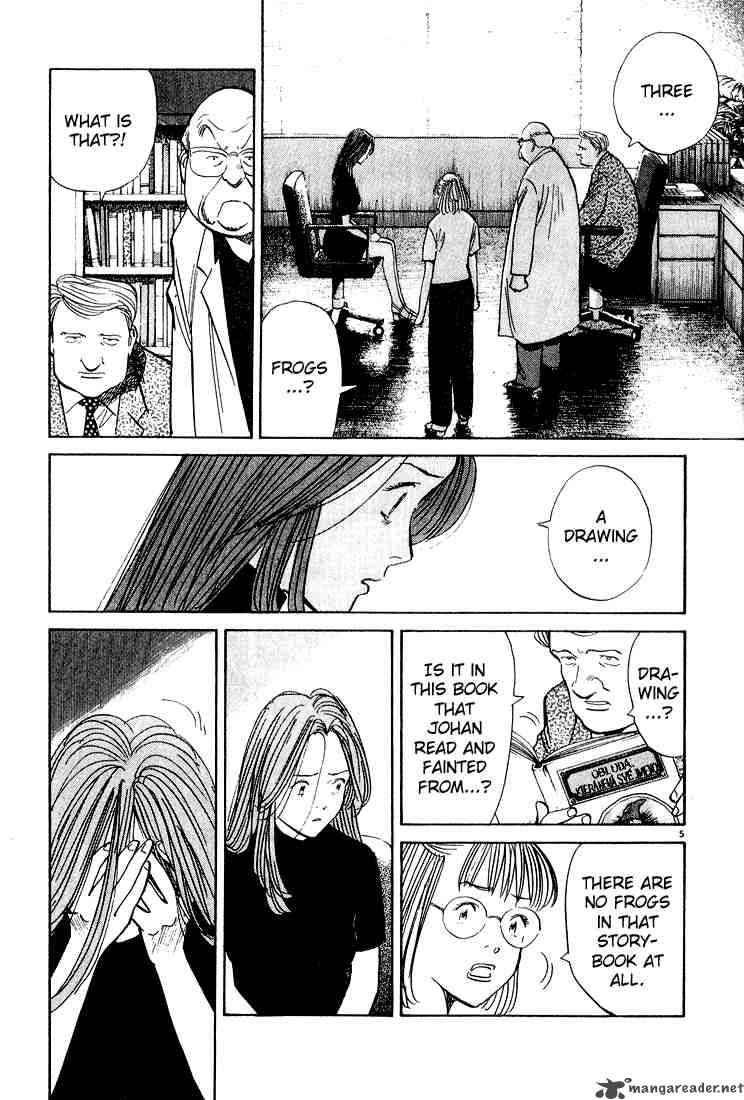 THREE
...
FROGS
...?
WHAT IS
THAT?!
A
DRAWING
...
DRA-
WING
...?
IS IT IN
THIS BOOK
THAT
JOHAN
READ AND
FAINTED
FROM...?
OBLUDA,
KTERÁ NEMÁ SVÉ JMÉNO
5
THERE ARE
NO FROGS
IN THAT
STORY-
BOOK AT
ALL.
mangareader.net